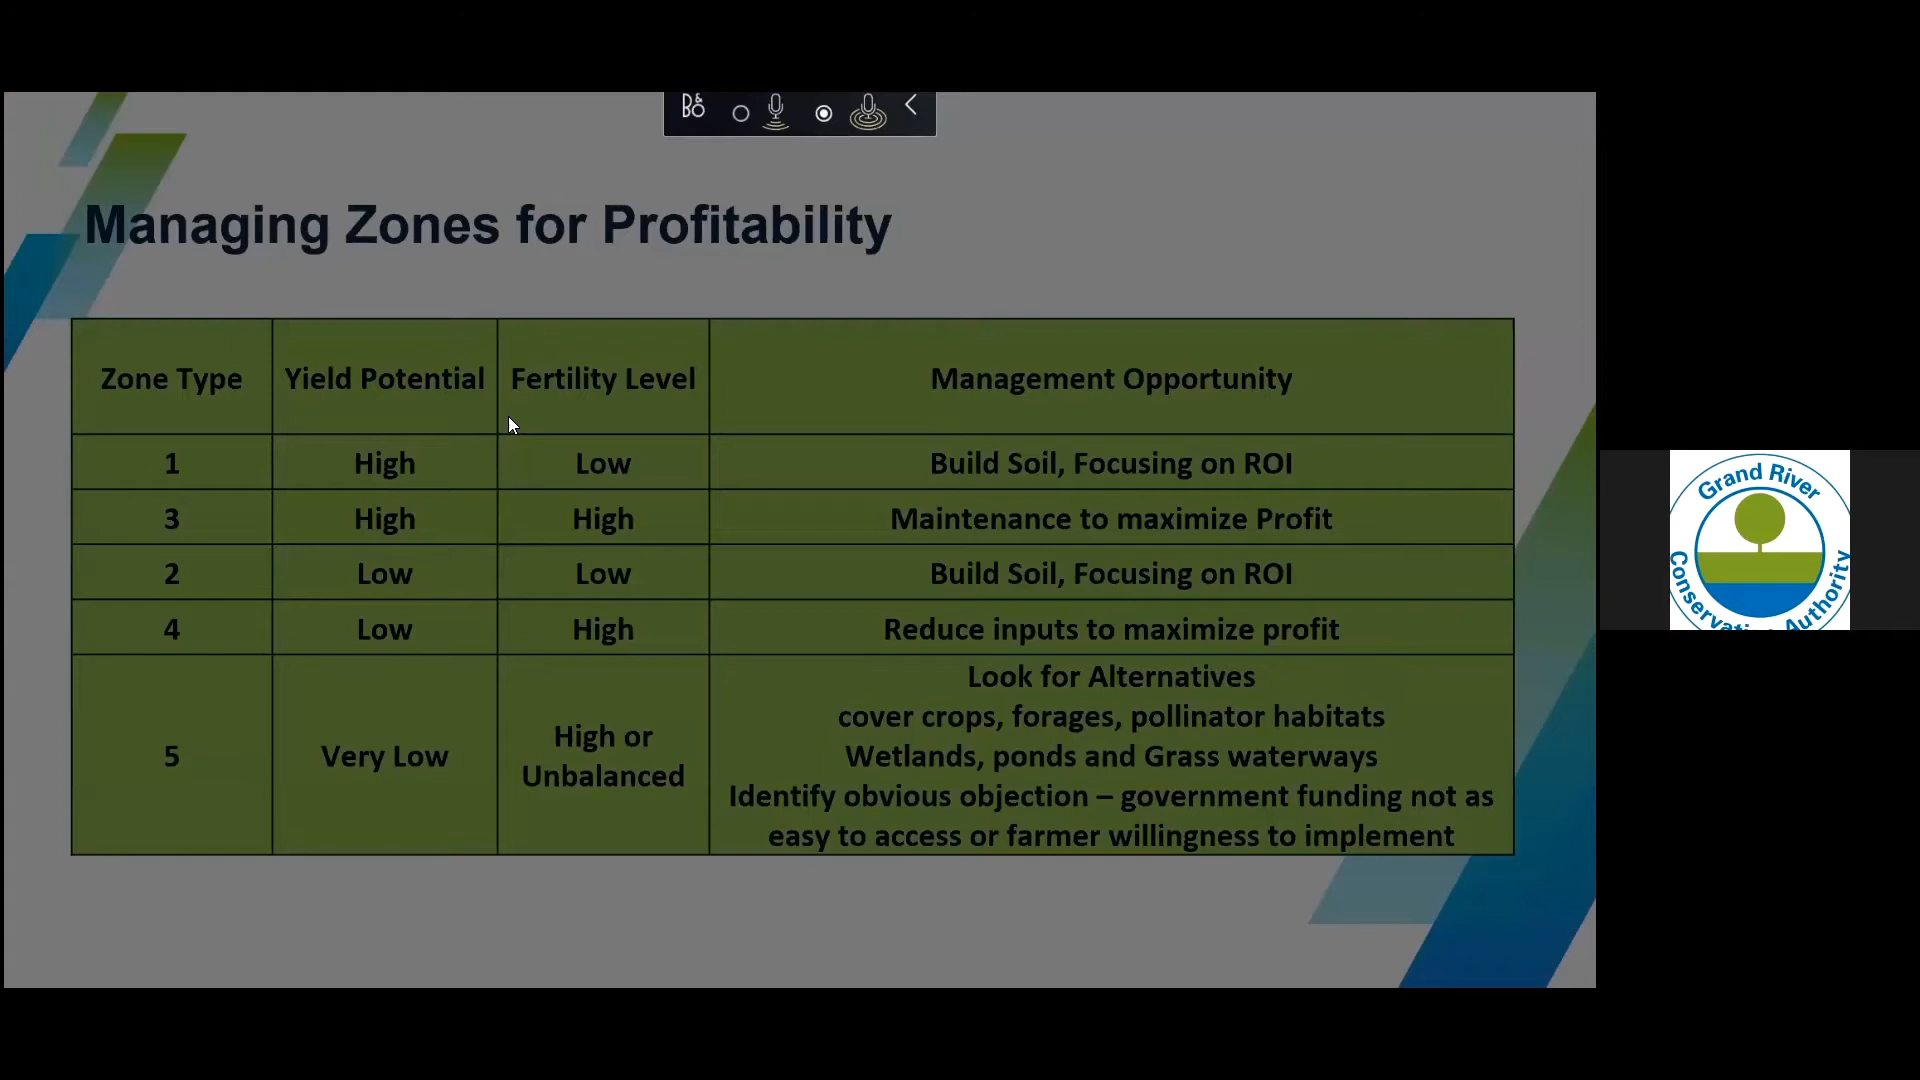 B&O
Managing Zones for Profitability
Zone Type Yield Potential Fertility Level Management Opportunity
1 High Low Build Soil, Focusing on ROI
3 High High Maintenance to maximize Profit
2 Low Low Build Soil, Focusing on ROI
4 Low High Reduce inputs to maximize profit
5 Very Low High or
Unbalanced
Look for Alternatives
cover crops, forages, pollinator habitats
Wetlands, ponds and Grass waterways
Identify obvious objection – government funding not as
easy to access or farmer willingness to implement
Grand River
Conservation Authority